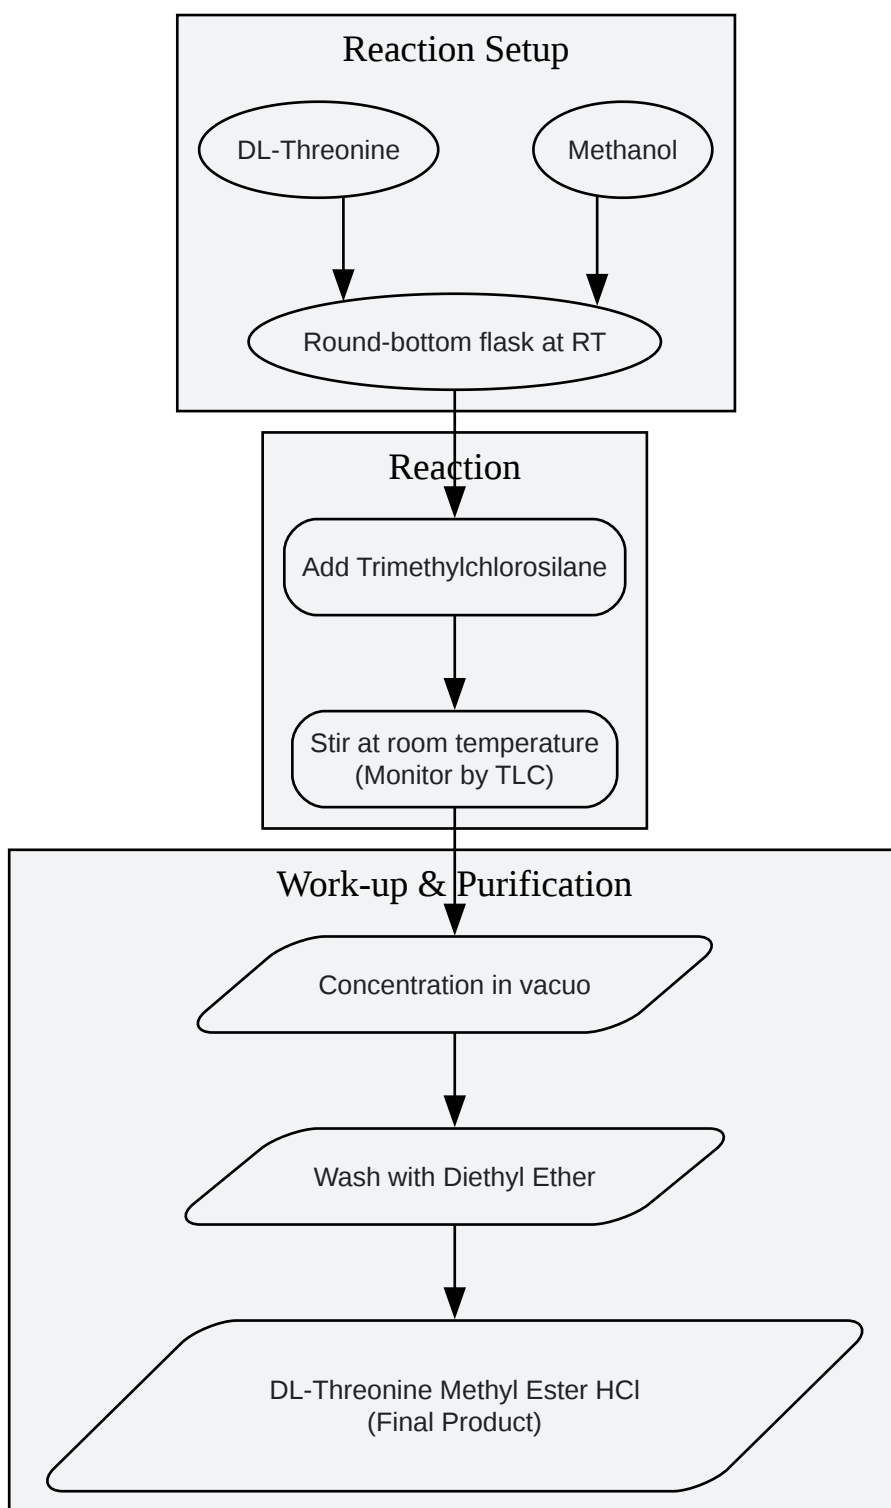 Reaction Setup
DL-Threonine
Methanol
Round-bottom flask at RT
Reaction
Add Trimethylchlorosilane
Stir at room temperature
(Monitor by TLC)
Work-up & Purification
Concentration in vacuo
Wash with Diethyl Ether
DL-Threonine Methyl Ester HCl
(Final Product)